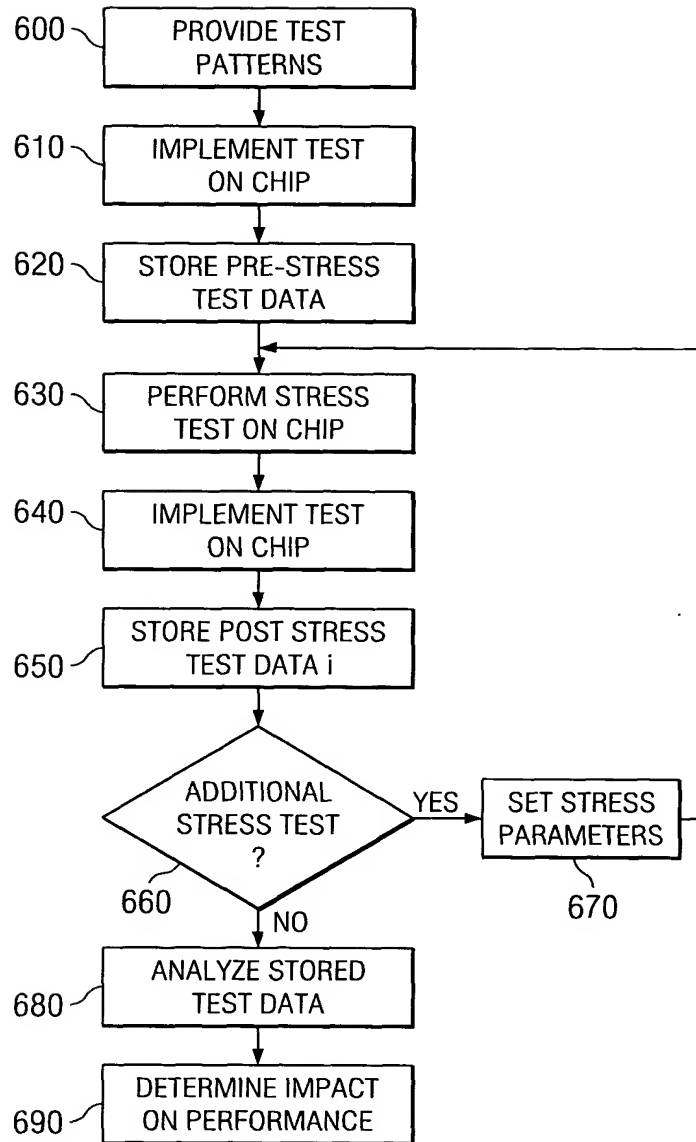 600
PROVIDE TEST
PATTERNS
610
IMPLEMENT TEST
ON CHIP
620
STORE PRE-STRESS
TEST DATA
630
PERFORM STRESS
TEST ON CHIP
640
IMPLEMENT TEST
ON CHIP
650
STORE POST STRESS
TEST DATA i
ADDITIONAL
STRESS TEST
?
660
YES
SET STRESS
PARAMETERS
670
NO
680
ANALYZE STORED
TEST DATA
690
DETERMINE IMPACT
ON PERFORMANCE